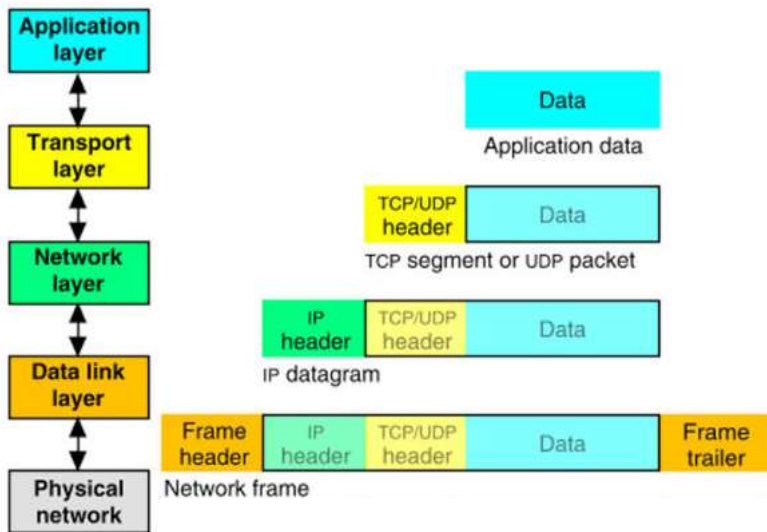 Application
layer
Data
Application data
Transport
layer
TCP/UDP
header
Data
TCP segment or UDP packet
Network
layer
IP
header
TCP/UDP
header
Data
IP datagram
Data link
layer
Frame
header
IP
header
TCP/UDP
header
Data
Frame
trailer
Network frame
Physical
network